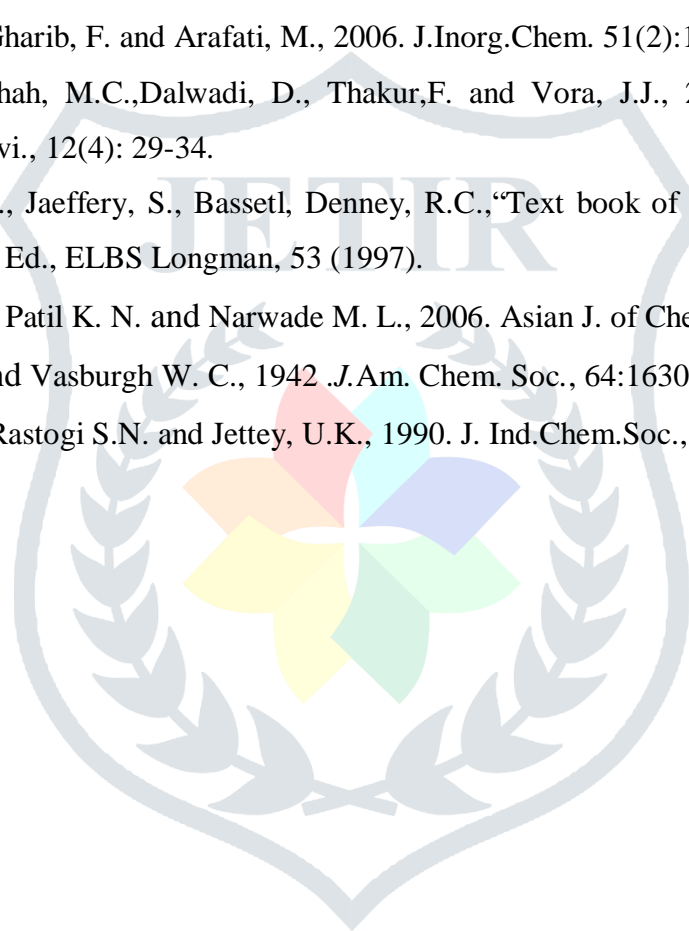 Gharib, F. and Arafati, M., 2006. J.Inorg.Chem. 51(2):1
hah, M.C.,Dalwadi, D., Thakur,F. and Vora, J.J., 2
vi., 12(4): 29-34.
., Jaeffery, S., Bassetl, Denney, R.C.,“Text book of
Ed., ELBS Longman, 53 (1997).
Patil K. N. and Narwade M. L., 2006. Asian J. of Che
nd Vasburgh W. C., 1942 .J.Am. Chem. Soc., 64:1630
Rastogi S.N. and Jettey, U.K., 1990. J. Ind.Chem.Soc.,
JETIR